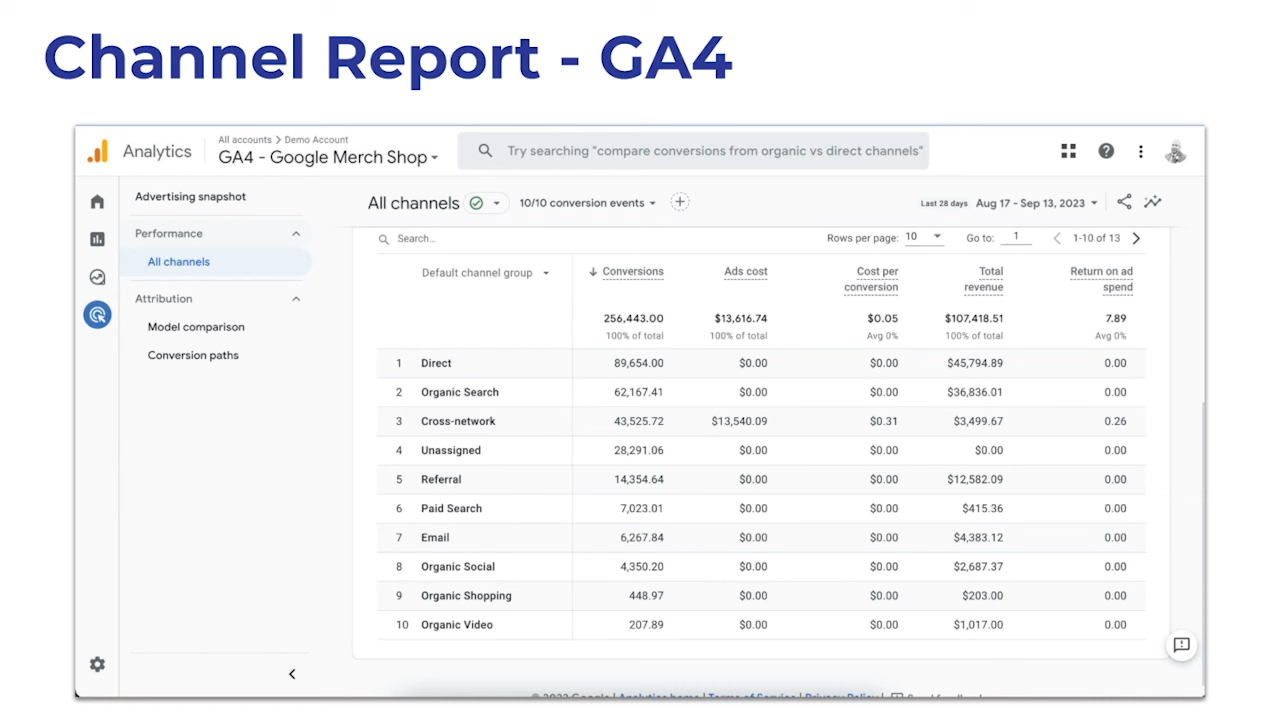 Channel Report - GA4
Analytics
All accounts > Demo Account
GA4 - Google Merch Shop
Try searching "compare conversions from organic vs direct channels"
Advertising snapshot
Performance
All channels
Attribution
Model comparison
Conversion paths
All channels
10/10 conversion events
Last 28 days Aug 17 - Sep 13, 2023
Search...
Rows per page: 10 Go to: 1 1-10 of 13
Default channel group Conversions Ads cost Cost per conversion Total revenue Return on ad spend
256,443.00 $13,616.74 $0.05 $107,418.51 7.89
100% of total 100% of total Avg 0% 100% of total Avg 0%
1 Direct 89,654.00 $0.00 $0.00 $45,794.89 0.00
2 Organic Search 62,167.41 $0.00 $0.00 $36,836.01 0.00
3 Cross-network 43,525.72 $13,540.09 $0.31 $3,499.67 0.26
4 Unassigned 28,291.06 $0.00 $0.00 $0.00 0.00
5 Referral 14,354.64 $0.00 $0.00 $12,582.09 0.00
6 Paid Search 7,023.01 $0.00 $0.00 $415.36 0.00
7 Email 6,267.84 $0.00 $0.00 $4,383.12 0.00
8 Organic Social 4,350.20 $0.00 $0.00 $2,687.37 0.00
9 Organic Shopping 448.97 $0.00 $0.00 $203.00 0.00
10 Organic Video 207.89 $0.00 $0.00 $1,017.00 0.00
© 2023 Google | Analytics home | Terms of Service | Privacy Policy |